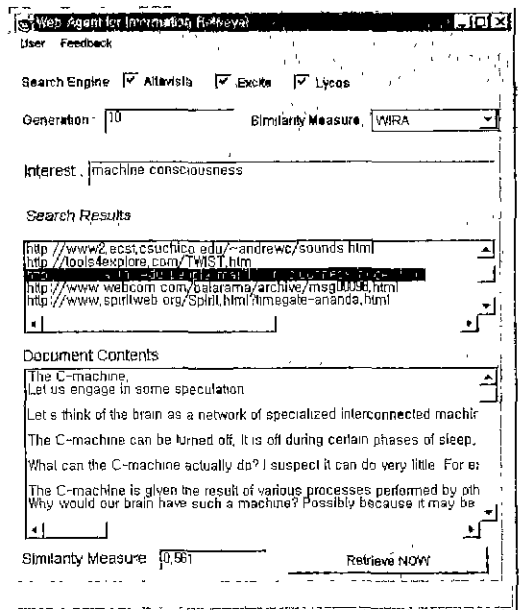 Web Agent for Information Retrieval
User Feedback
Search Engine Altavista Excite Lycos
Generation 10 Similarity Measure WIRA
Interest machine consciousness
Search Results
http://www2.ecst.csuchico.edu/~andrewc/sounds.html
http://tools4explore.com/TWIST.htm
http://www.webcom.com/balarama/archive/msg00098.html
http://www.spiritweb.org/Spirit.html?timegate-ananda.html
Document Contents
The C-machine.
Let us engage in some speculation
Let s think of the brain as a network of specialized interconnected machir
The C-machine can be turned off. It is off during certain phases of sleep.
What can the C-machine actually do? I suspect it can do very little For ex
The C-machine is given the result of various processes performed by oth
Why would our brain have such a machine? Possibly because it may be
Similarity Measure 0.561 Retrieve NOW